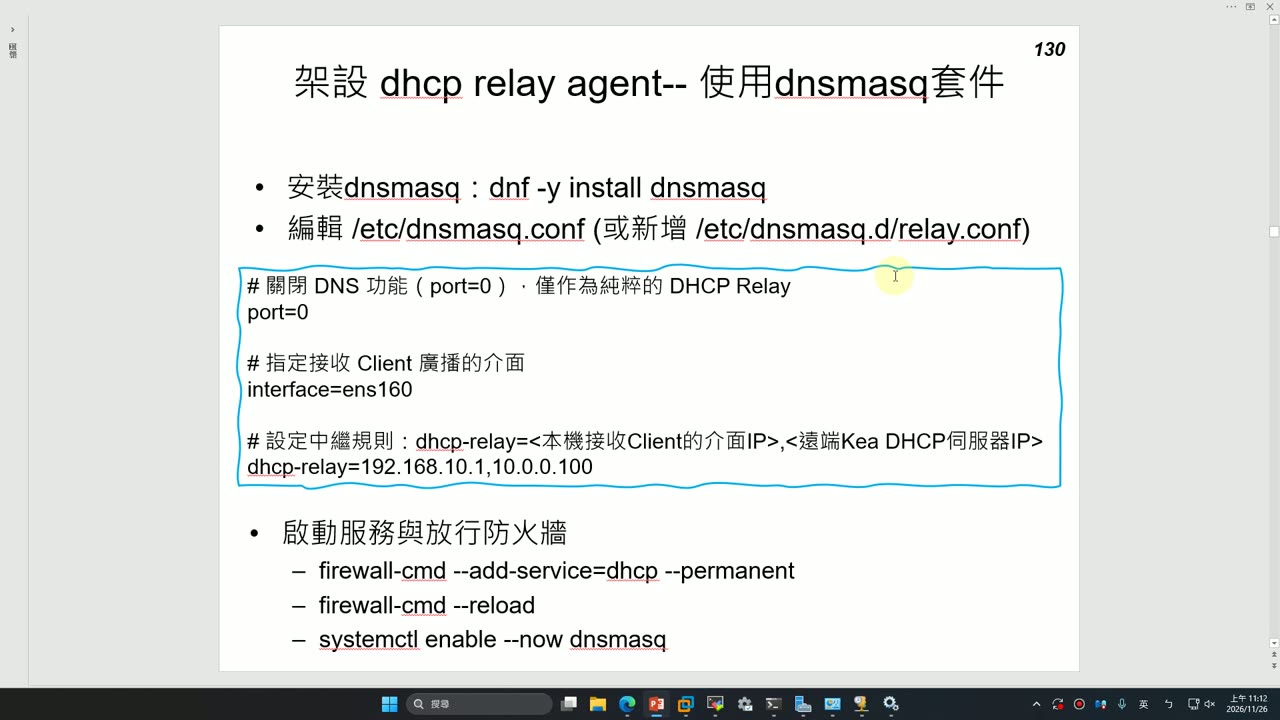 130
架設 dhcp relay agent-- 使用dnsmasq套件
• 安裝dnsmasq：dnf -y install dnsmasq
• 編輯 /etc/dnsmasq.conf (或新增 /etc/dnsmasq.d/relay.conf)
# 關閉 DNS 功能（port=0），僅作為純粹的 DHCP Relay
port=0
# 指定接收 Client 廣播的介面
interface=ens160
# 設定中繼規則：dhcp-relay=<本機接收Client的介面IP>,<遠端Kea DHCP伺服器IP>
dhcp-relay=192.168.10.1,10.0.0.100
• 啟動服務與放行防火牆
– firewall-cmd --add-service=dhcp --permanent
– firewall-cmd --reload
– systemctl enable --now dnsmasq
搜尋
英
ㄅ
上午 11:12
2026/11/26